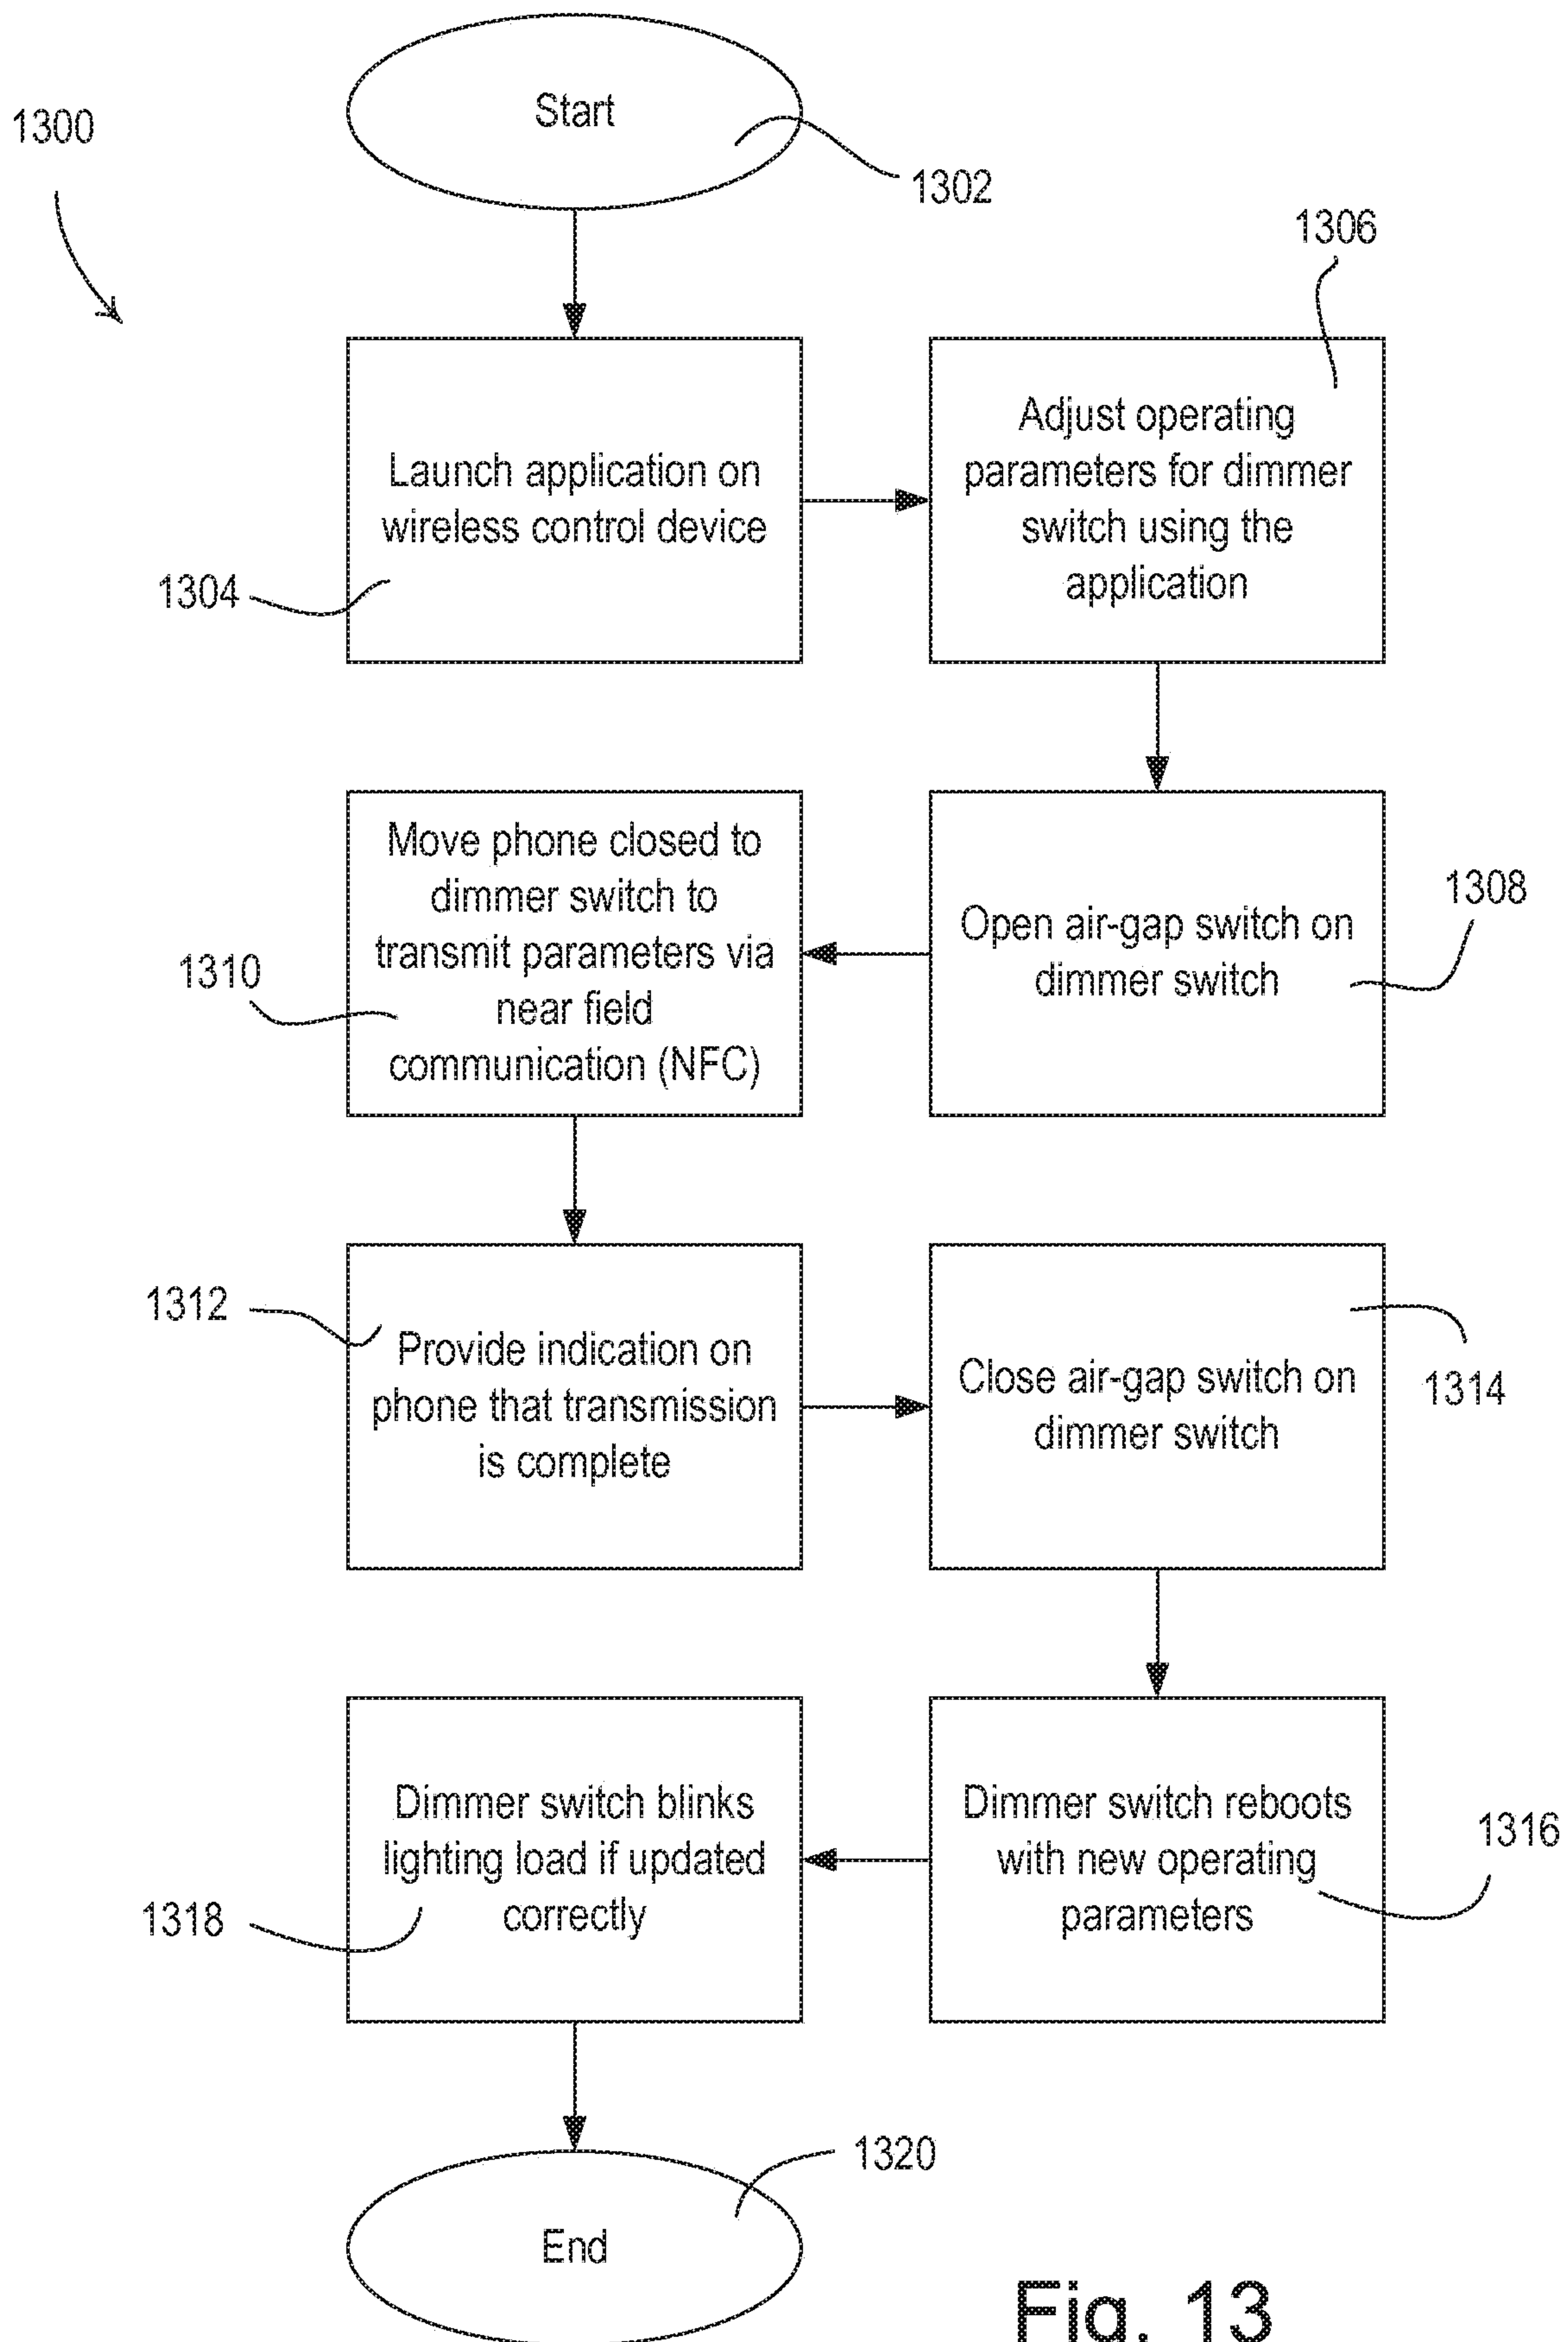 1300
Start
1302
1306
Launch application on
wireless control device
1304
Adjust operating
parameters for dimmer
switch using the
application
Move phone closed to
dimmer switch to
transmit parameters via
near field
communication (NFC)
1310
Open air-gap switch on
dimmer switch
1308
1312
Provide indication on
phone that transmission
is complete
Close air-gap switch on
dimmer switch
1314
Dimmer switch blinks
lighting load if updated
correctly
1318
Dimmer switch reboots
with new operating
parameters
1316
1320
End
Fig. 13